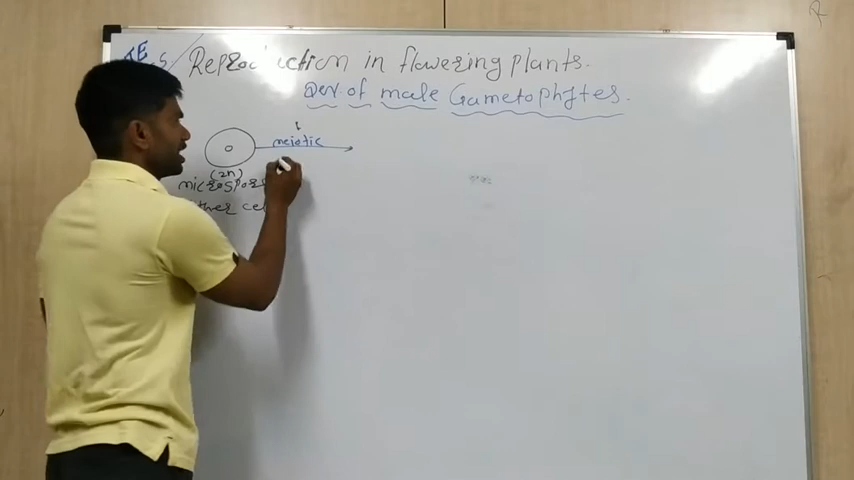 Reproduction in flowering plants.
Dev. of male Gametophytes.
meiotic
(2n)